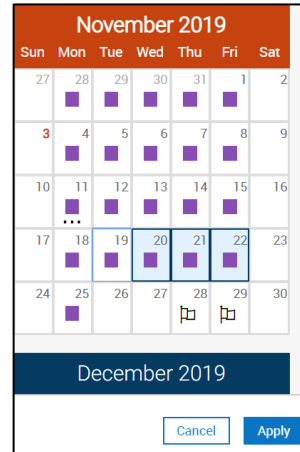 November 2019
Sun Mon Tue Wed Thu Fri Sat
27 28 29 30 31 1 2
3 4 5 6 7 8 9
10 11 12 13 14 15 16
...
17 18 19 20 21 22 23
24 25 26 27 28 29 30
December 2019
Cancel Apply